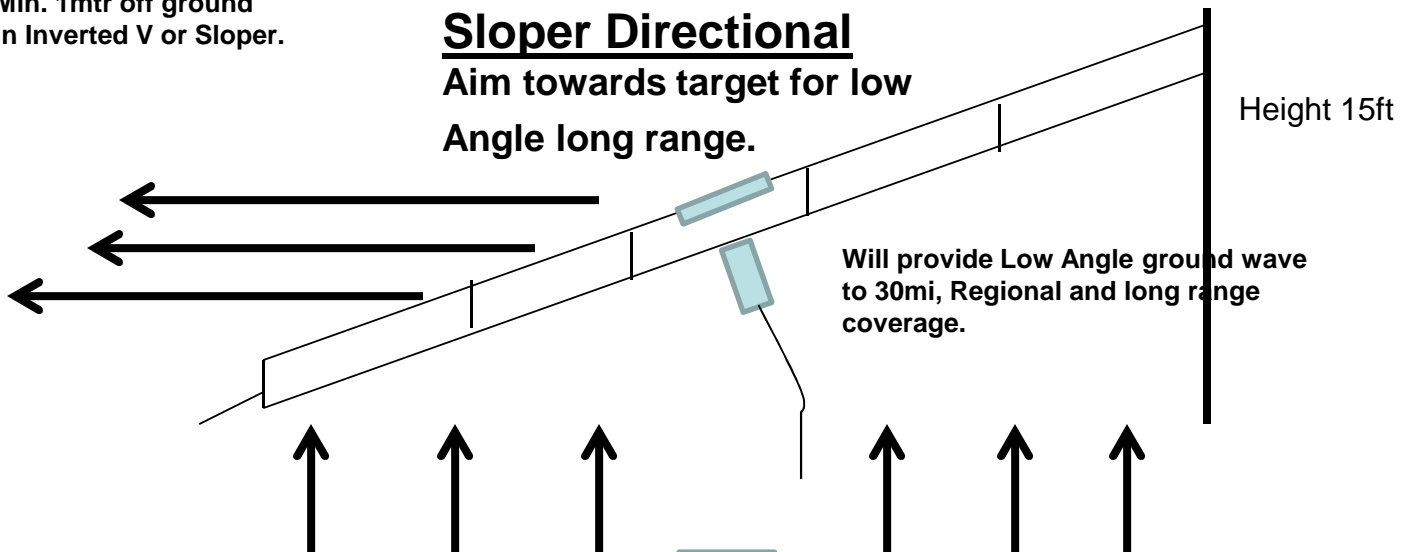 Min. 1mtr off ground
n Inverted V or Sloper.
Sloper Directional
Aim towards target for low
Angle long range.
Height 15ft
Will provide Low Angle ground wave
to 30mi, Regional and long range
coverage.